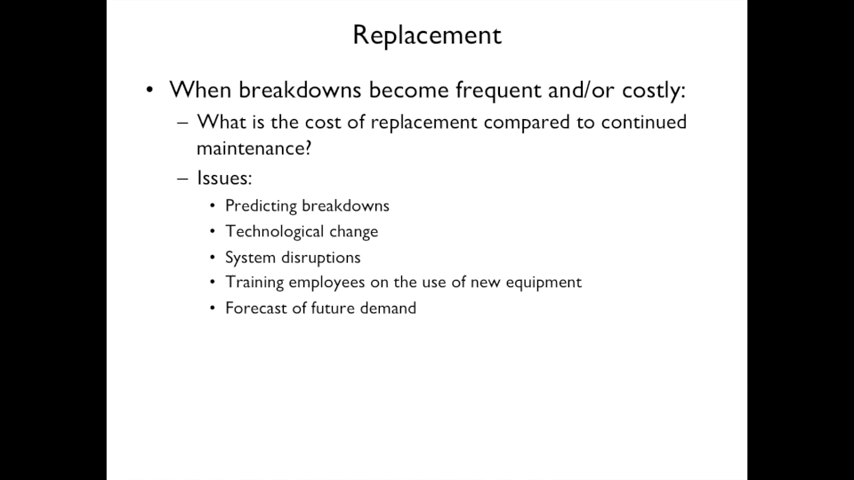 Replacement
• When breakdowns become frequent and/or costly:
– What is the cost of replacement compared to continued
maintenance?
– Issues:
• Predicting breakdowns
• Technological change
• System disruptions
• Training employees on the use of new equipment
• Forecast of future demand